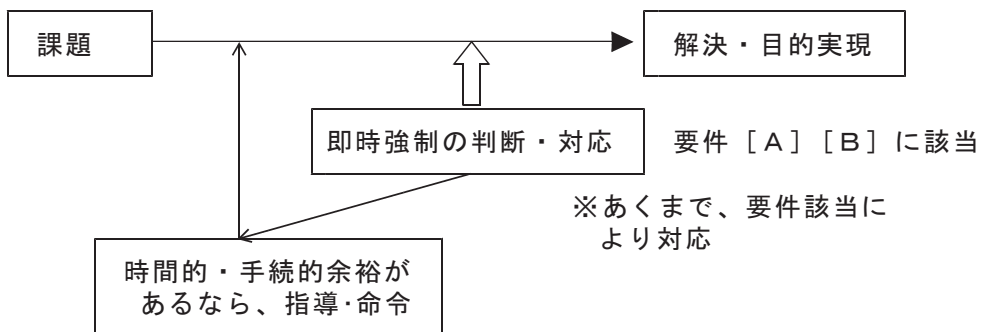 課題
解決・目的実現
即時強制の判断・対応
要件［Ａ］［Ｂ］に該当
※あくまで、要件該当に
より対応
時間的・手続的余裕が
あるなら、指導･命令